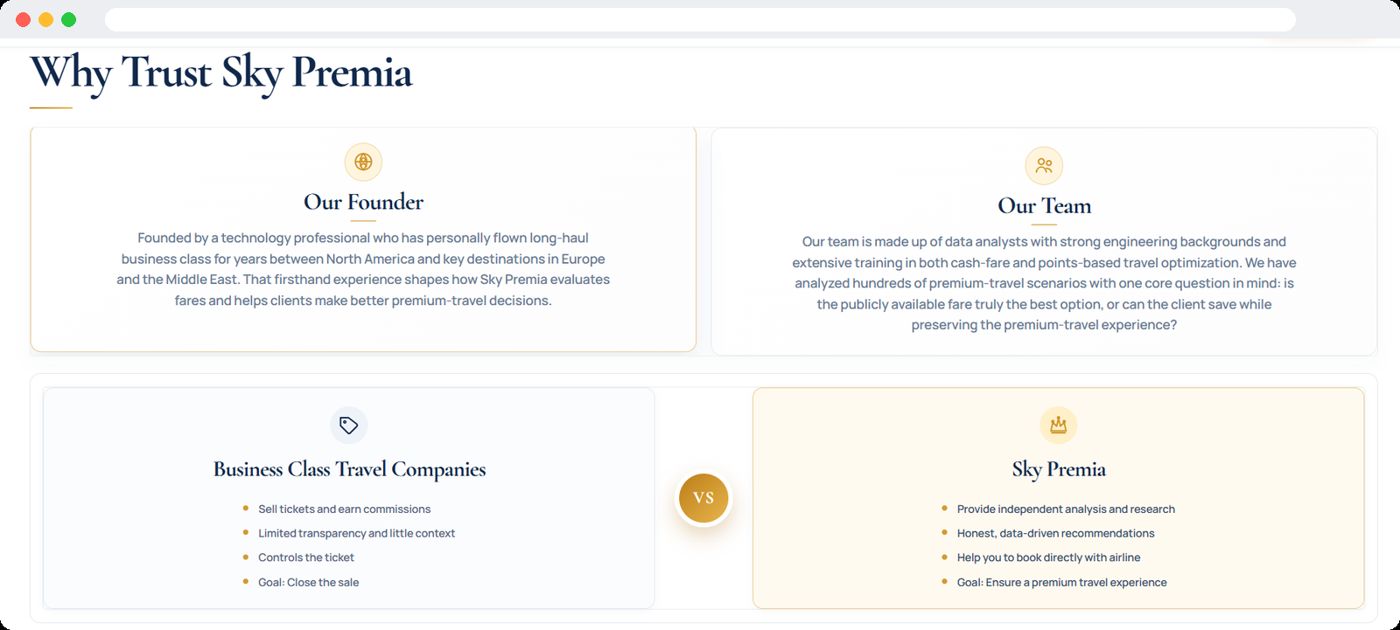 Why Trust Sky Premia
Our Founder
Founded by a technology professional who has personally flown long-haul
business class for years between North America and key destinations in Europe
and the Middle East. That firsthand experience shapes how Sky Premia evaluates
fares and helps clients make better premium-travel decisions.
Our Team
Our team is made up of data analysts with strong engineering backgrounds and
extensive training in both cash-fare and points-based travel optimization. We have
analyzed hundreds of premium-travel scenarios with one core question in mind: is
the publicly available fare truly the best option, or can the client save while
preserving the premium-travel experience?
Business Class Travel Companies
Sell tickets and earn commissions
Limited transparency and little context
Controls the ticket
Goal: Close the sale
VS
Sky Premia
Provide independent analysis and research
Honest, data-driven recommendations
Help you to book directly with airline
Goal: Ensure a premium travel experience